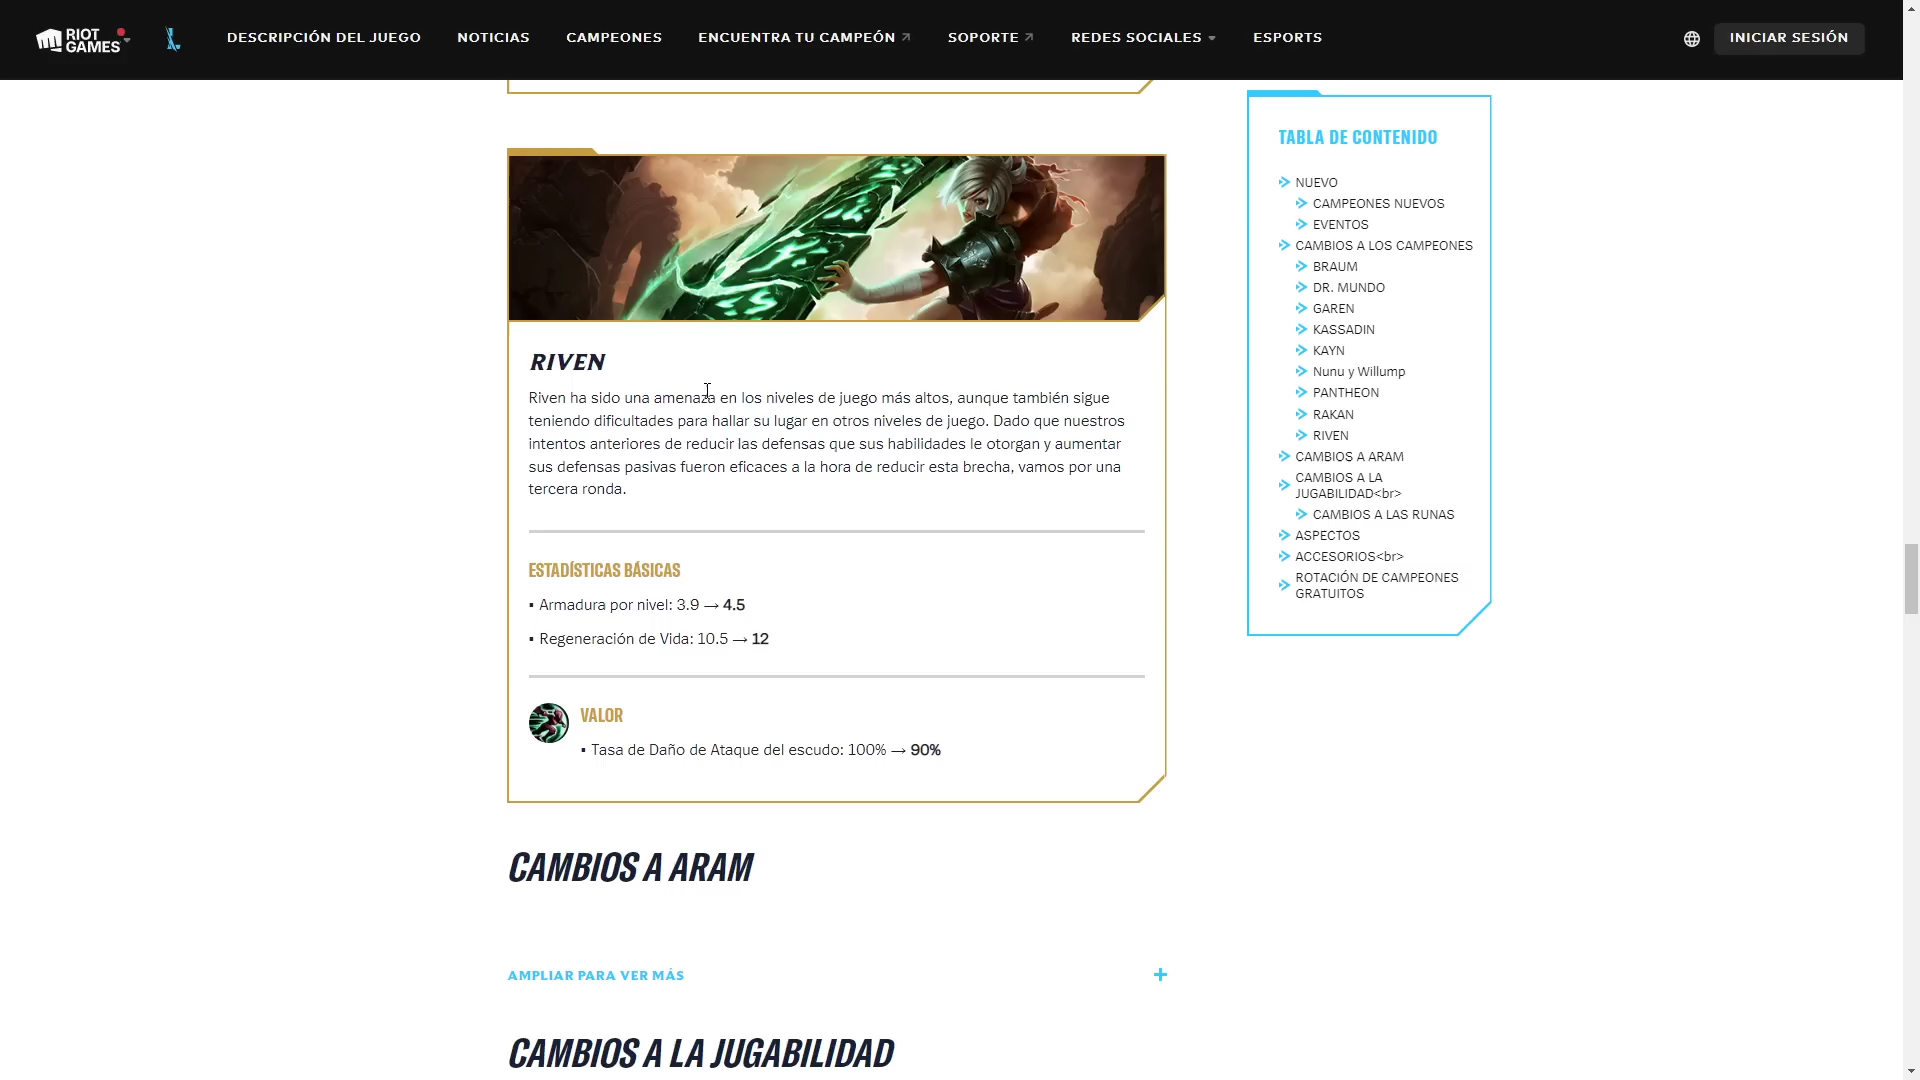 RIOT GAMES
DESCRIPCIÓN DEL JUEGO
NOTICIAS
CAMPEONES
ENCUENTRA TU CAMPEÓN
SOPORTE
REDES SOCIALES
ESPORTS
INICIAR SESIÓN
RIVEN
Riven ha sido una amenaza en los niveles de juego más altos, aunque también sigue
teniendo dificultades para hallar su lugar en otros niveles de juego. Dado que nuestros
intentos anteriores de reducir las defensas que sus habilidades le otorgan y aumentar
sus defensas pasivas fueron eficaces a la hora de reducir esta brecha, vamos por una
tercera ronda.
ESTADÍSTICAS BÁSICAS
▪ Armadura por nivel: 3.9 → 4.5
▪ Regeneración de Vida: 10.5 → 12
VALOR
▪ Tasa de Daño de Ataque del escudo: 100% → 90%
CAMBIOS A ARAM
AMPLIAR PARA VER MÁS
+
CAMBIOS A LA JUGABILIDAD
TABLA DE CONTENIDO
NUEVO
CAMPEONES NUEVOS
EVENTOS
CAMBIOS A LOS CAMPEONES
BRAUM
DR. MUNDO
GAREN
KASSADIN
KAYN
Nunu y Willump
PANTHEON
RAKAN
RIVEN
CAMBIOS A ARAM
CAMBIOS A LA
JUGABILIDAD<br>
CAMBIOS A LAS RUNAS
ASPECTOS
ACCESORIOS<br>
ROTACIÓN DE CAMPEONES
GRATUITOS